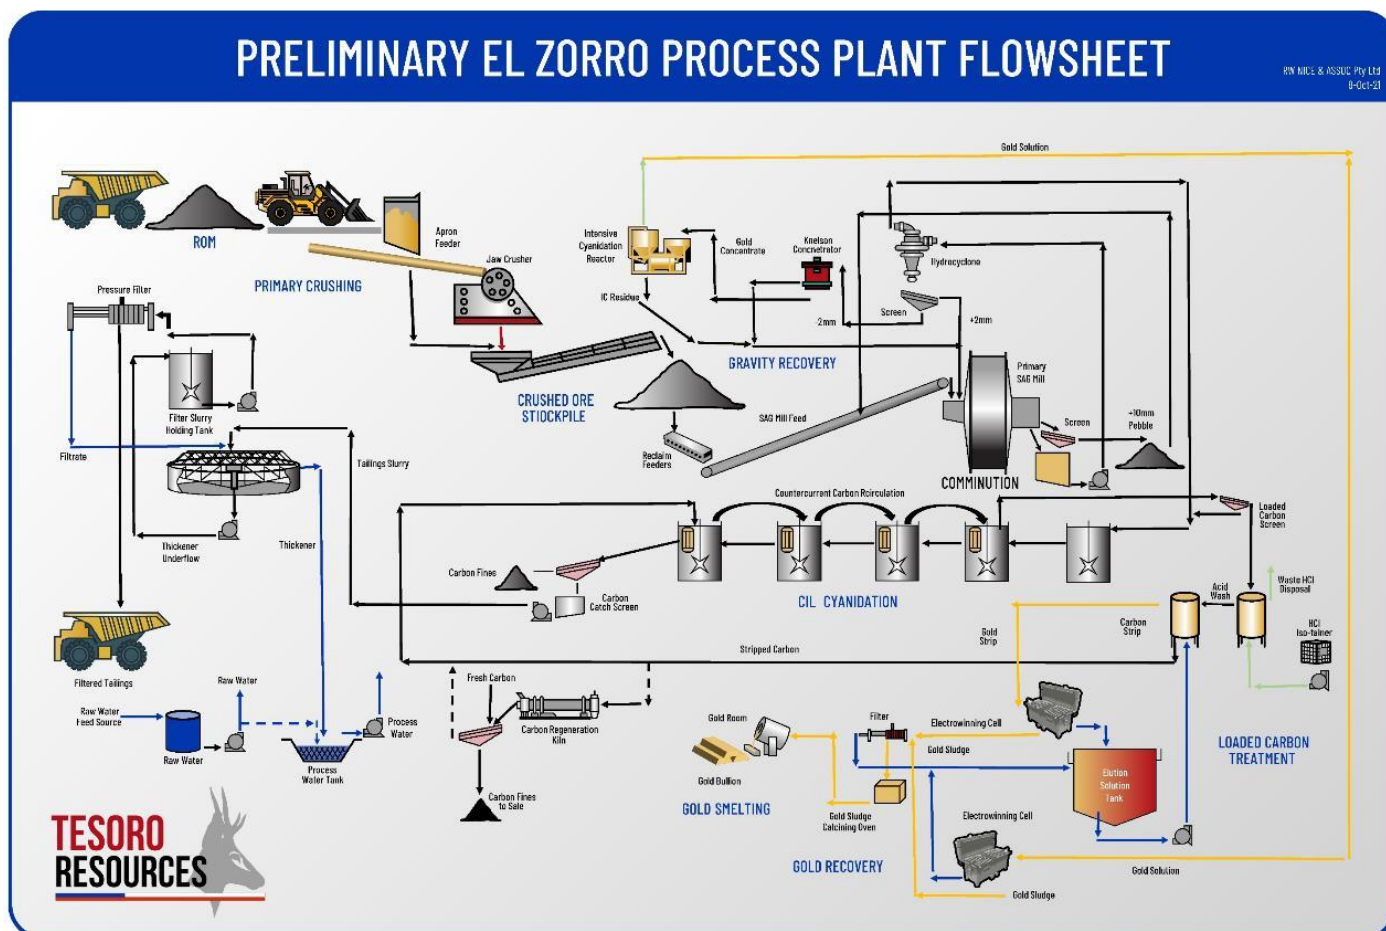 PRELIMINARY EL ZORRO PROCESS PLANT FLOWSHEET
RW NICE & ASSOC Pty Ltd
8-Oct-21
Gold Solution
ROM
Apron
Feeder
Jaw Crusher
PRIMARY CRUSHING
Intensive
Cyanidation
Reactor
Gold
Concentrate
Knelson
Concnetrator
Hydrocyclone
IC Residue
-2mm
Screen
+2mm
GRAVITY RECOVERY
Pressure Filter
Filter Slurry
Holding Tank
Filtrate
CRUSHED ORE
STIOCKPILE
Reclaim
Feeders
SAG Mill Feed
Primary
SAG Mill
Screen
+10mm
Pebble
COMMINUTION
Tailings Slurry
Thickener
Underflow
Thickener
Countercurrent Carbon Rcirculation
Loaded
Carbon
Screen
Carbon Fines
Carbon
Catch Screen
CIL CYANIDATION
Waste HCl
Disposal
Acid
Wash
Carbon
Strip
HCl
Iso-tainer
Gold
Strip
Stripped Carbon
Filtered Tailings
Raw Water
Feed Source
Raw Water
Raw Water
Process
Water
Process
Water Tank
Fresh Carbon
Carbon Regeneration
Kiln
Carbon Fines
to Sale
Gold Room
Gold Bullion
GOLD SMELTING
Filter
Electrowinning Cell
Gold Sludge
Gold Sludge
Calcining Oven
Elution
Solution
Tank
LOADED CARBON
TREATMENT
Electrowinning Cell
GOLD RECOVERY
Gold Solution
Gold Sludge
TESORO
RESOURCES